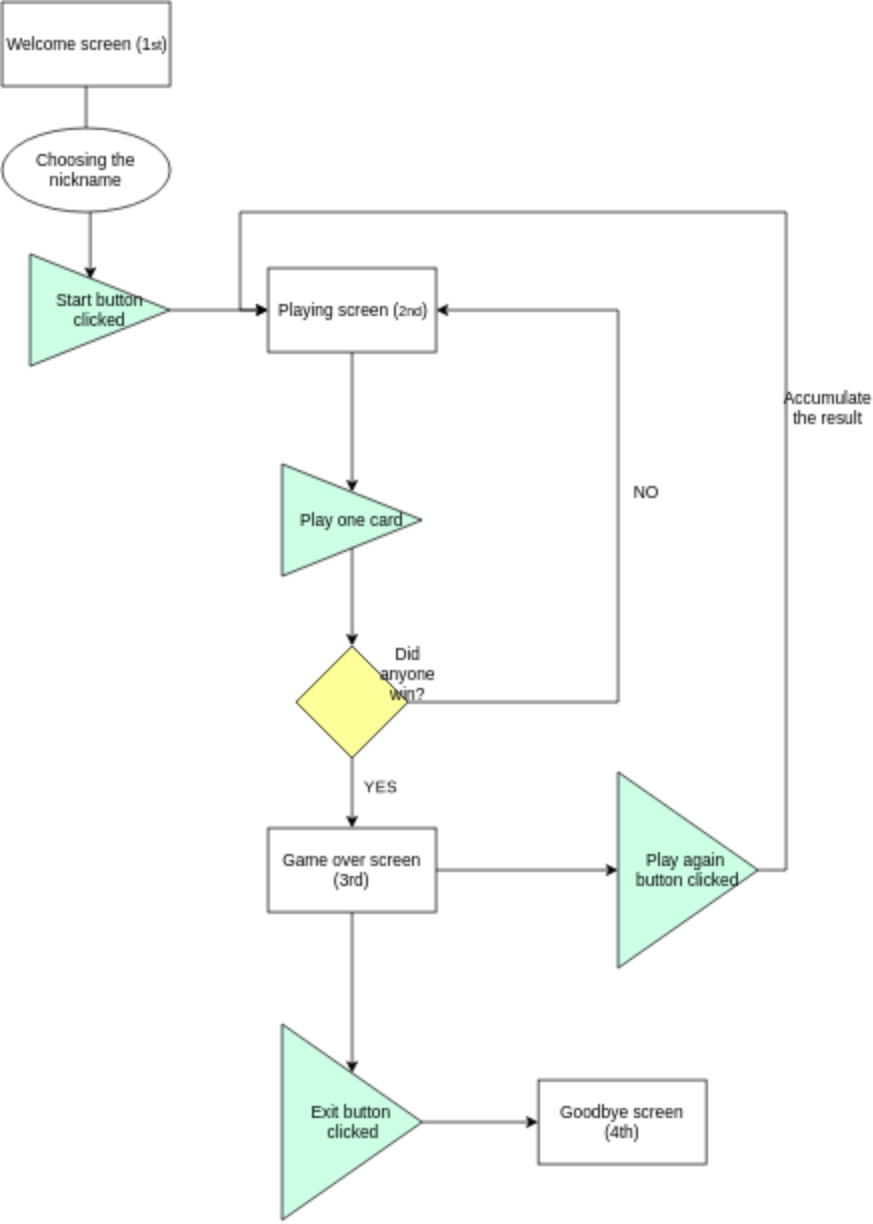 Welcome screen (1st)
Choosing the
nickname
Start button
clicked
Playing screen (2nd)
Accumulate
the result
NO
Play one card
Did
anyone
win?
YES
Game over screen
(3rd)
Play again
button clicked
Exit button
clicked
Goodbye screen
(4th)